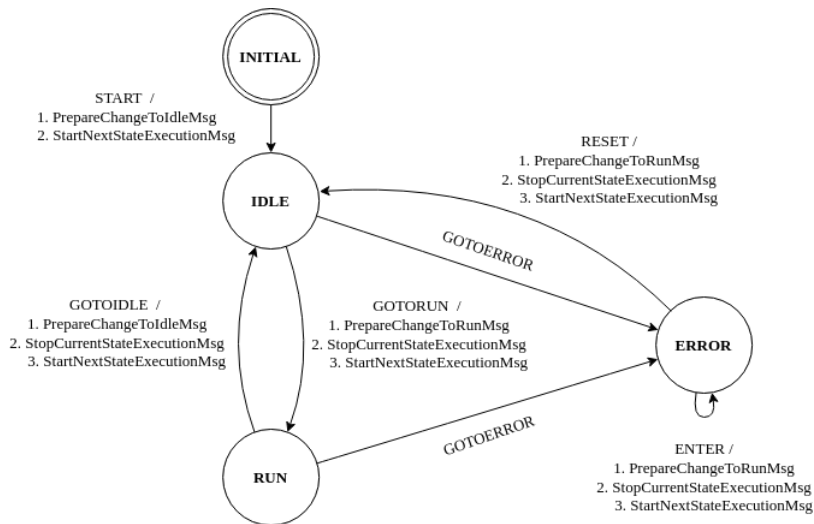 INITIAL
START /
1. PrepareChangeToIdleMsg
2. StartNextStateExecutionMsg
RESET /
1. PrepareChangeToRunMsg
2. StopCurrentStateExecutionMsg
3. StartNextStateExecutionMsg
IDLE
GOTOERROR
GOTOIDLE /
1. PrepareChangeToIdleMsg
2. StopCurrentStateExecutionMsg
3. StartNextStateExecutionMsg
GOTORUN /
1. PrepareChangeToRunMsg
2. StopCurrentStateExecutionMsg
3. StartNextStateExecutionMsg
ERROR
GOTOERROR
RUN
ENTER /
1. PrepareChangeToRunMsg
2. StopCurrentStateExecutionMsg
3. StartNextStateExecutionMsg